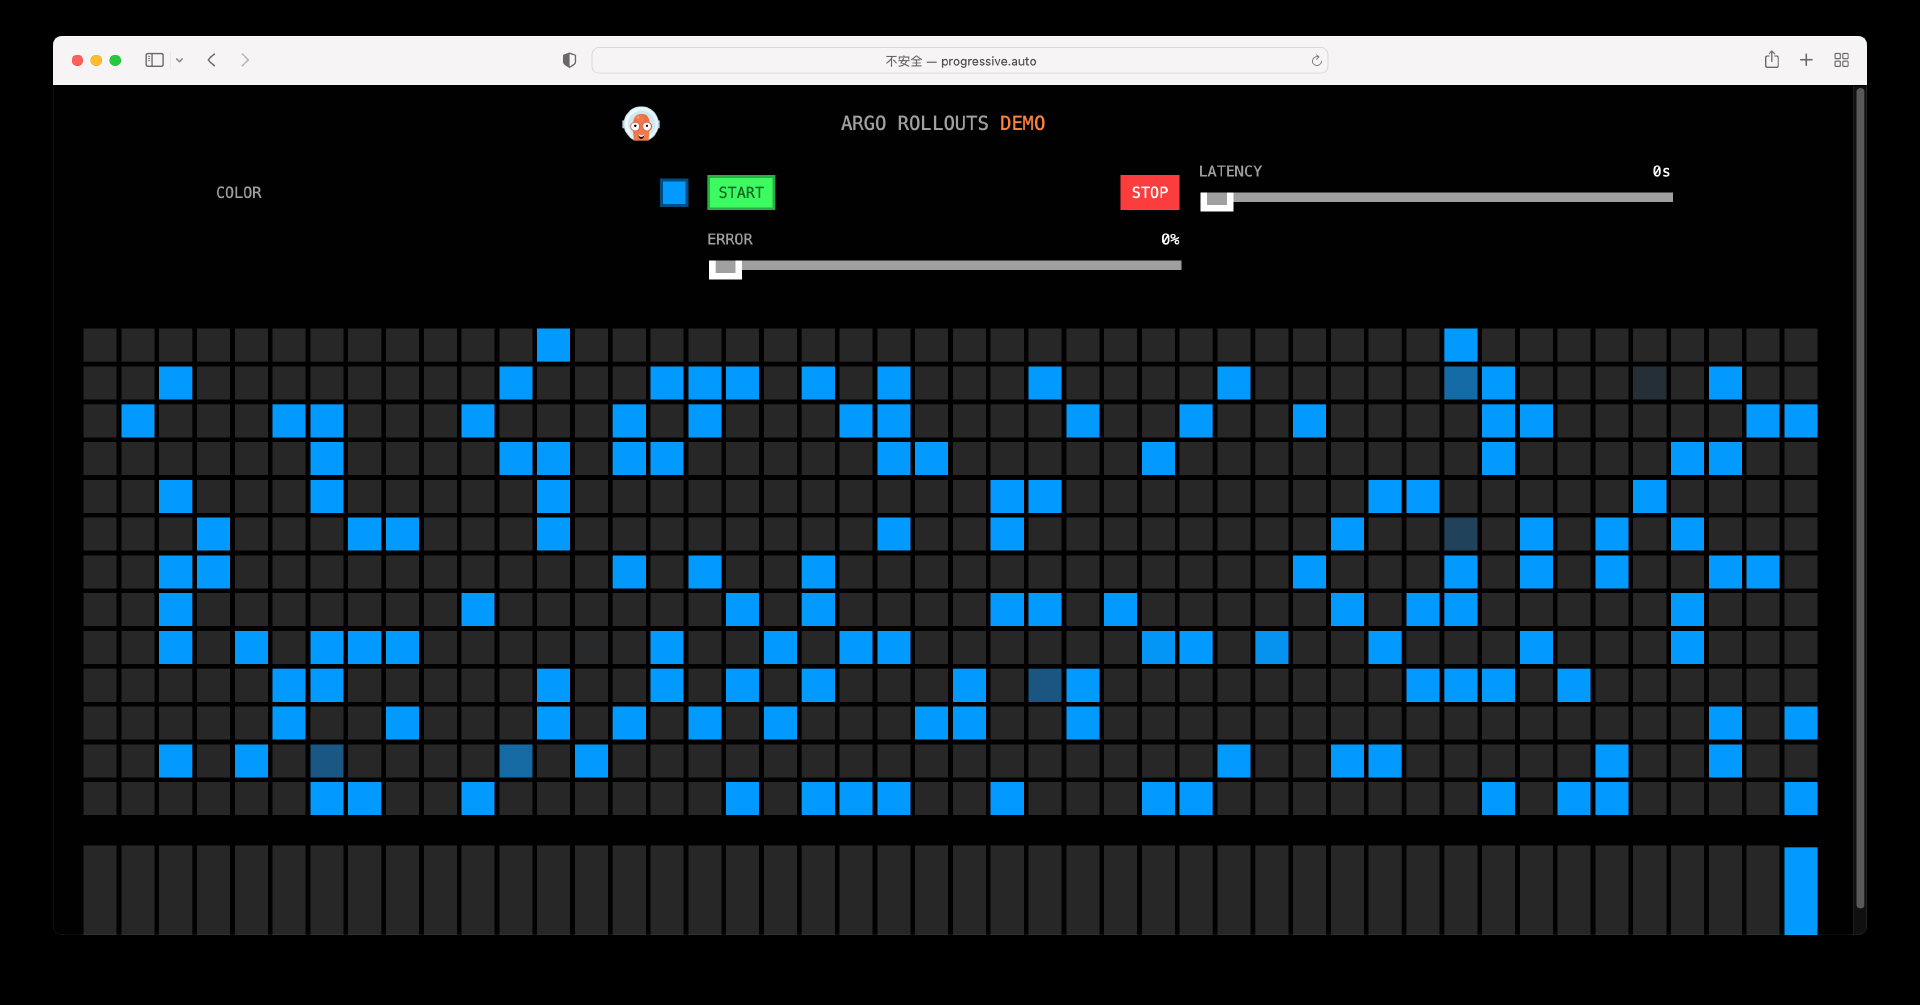 不安全 — progressive.auto
ARGO ROLLOUTS DEMO
COLOR
START
STOP
LATENCY
0s
ERROR
0%